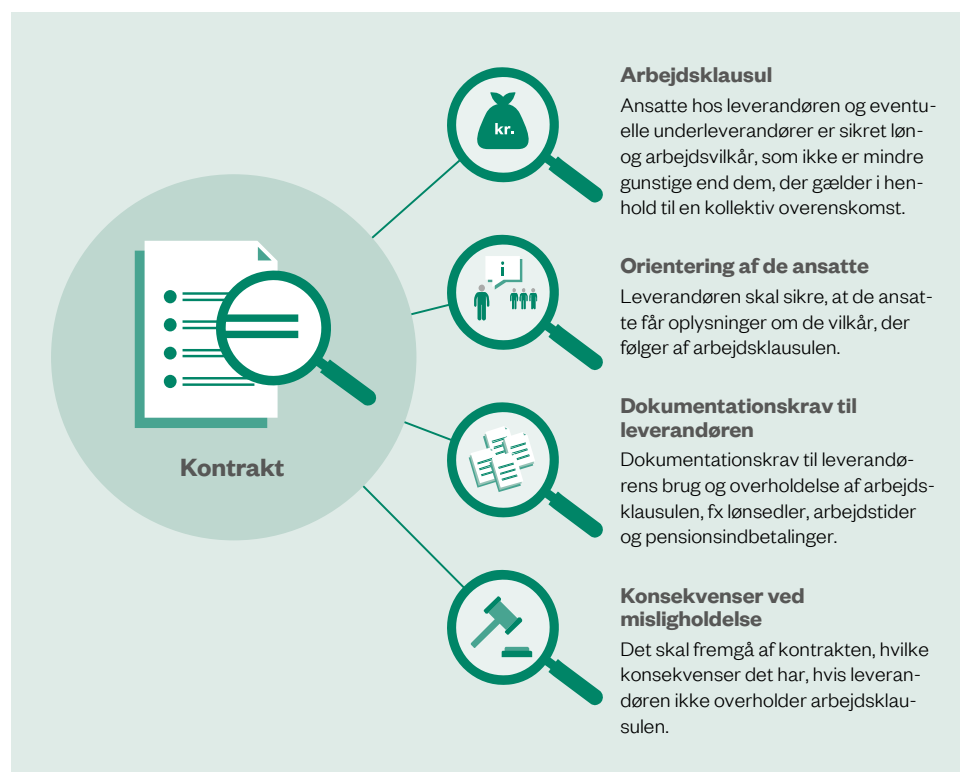 Arbejdsklausul
Ansatte hos leverandøren og eventu-
elle underleverandører er sikret løn-
og arbejdsvilkår, som ikke er mindre
gunstige end dem, der gælder i hen-
hold til en kollektiv overenskomst.
kr.
Orientering af de ansatte
Leverandøren skal sikre, at de ansat-
te får oplysninger om de vilkår, der
følger af arbejdsklausulen.
i
Dokumentationskrav til
leverandøren
Dokumentationskrav til leverandø-
rens brug og overholdelse af arbejds-
klausulen, fx lønsedler, arbejdstider
og pensionsindbetalinger.
Kontrakt
Konsekvenser ved
misligholdelse
Det skal fremgå af kontrakten, hvilke
konsekvenser det har, hvis leveran-
døren ikke overholder arbejdsklau-
sulen.